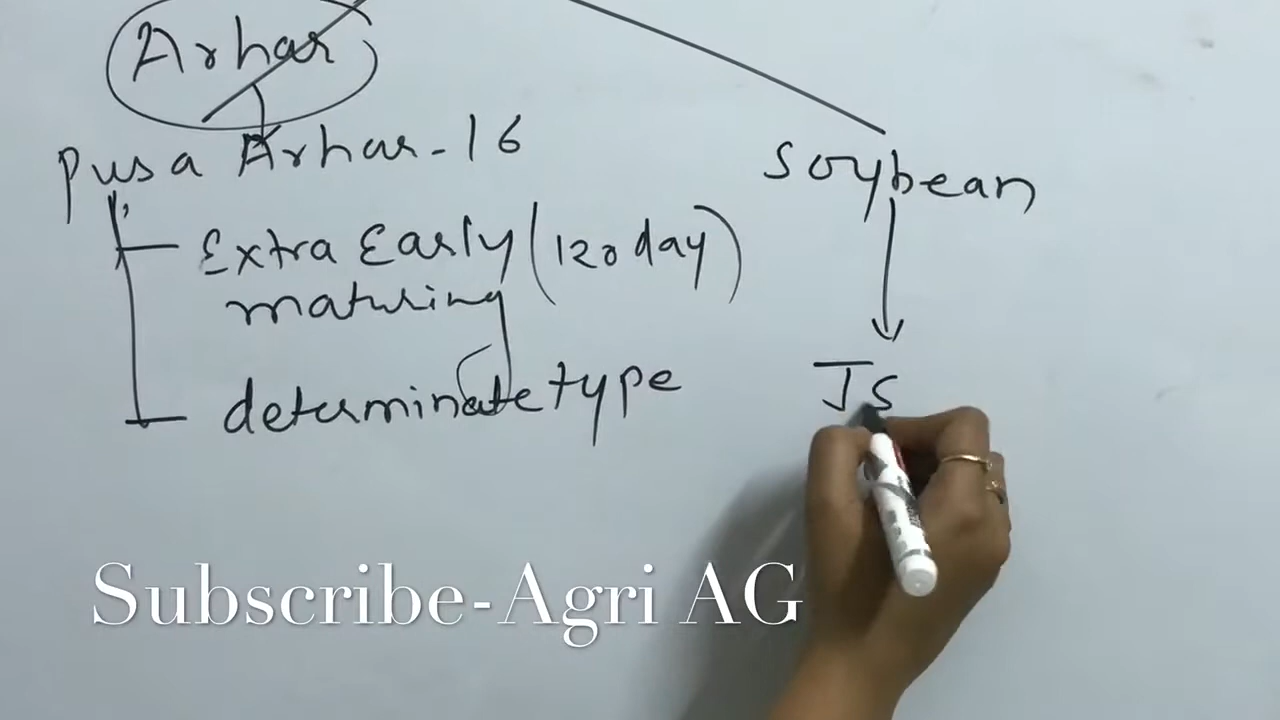 Arhar
Pusa Arhar-16
Extra Early (120 day)
maturing
determinate type
Soybean
JS
Subscribe-Agri AG